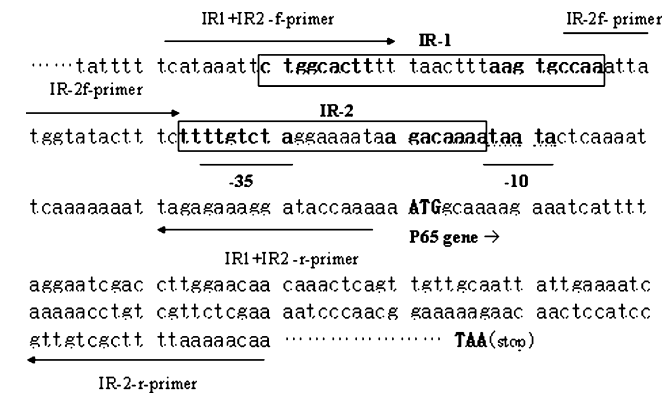 IR1+IR2 -f-primer IR-1 IR-2f- primer
······tatttt tcataaattc tggcactttt taactttaag tgccaaatta
IR-2f-primer IR-2
tggtatactt tcttttgtct aggaaaataa gacaaaataa tactcaaaat
-35 -10
tcaaaaaaat tagagaaagg ataccaaaaa ATGgcaaaag aaatcatttt
IR1+IR2 -r-primer P65 gene →
aggaatcgac cttggaacaa caaactcagt tgttgcaatt attgaaaatc
aaaaacctgt cgttctcgaa aatcccaacg gaaaaagaac aactccatcc
gttgtcgctt tttaaaaacaa ····················· TAA(stop)
IR-2-r-primer